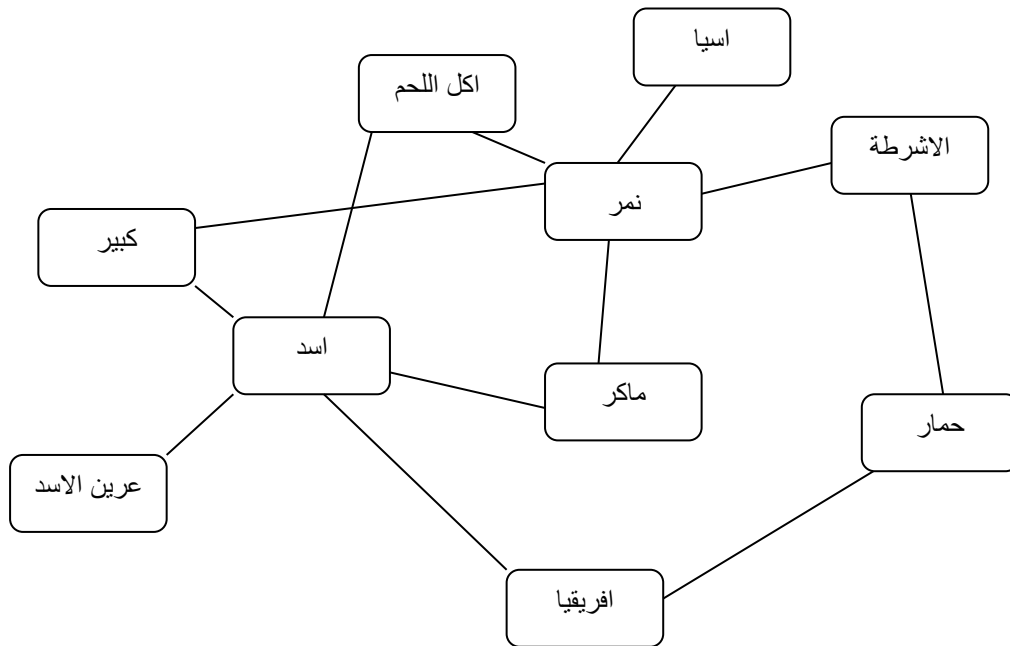 اسيا
اكل اللحم
الاشرطة
نمر
كبير
اسد
ماكر
حمار
عرين الاسد
افريقيا